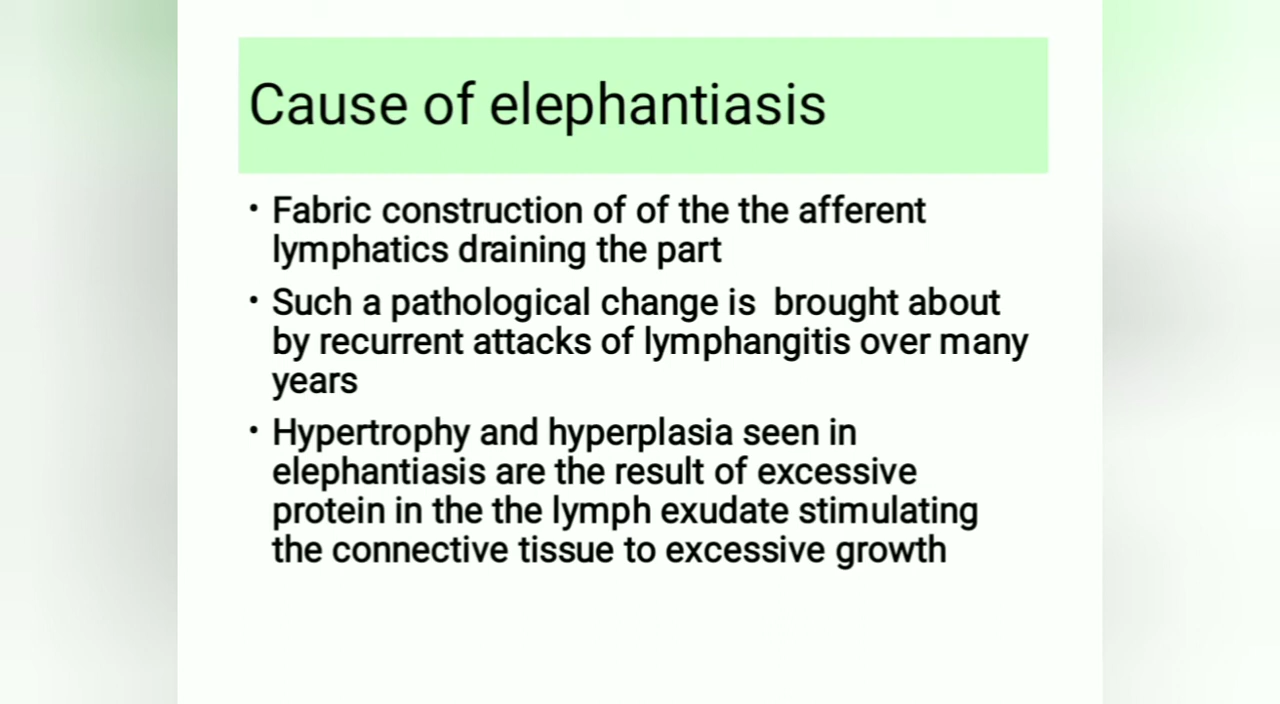 Cause of elephantiasis
• Fabric construction of of the the afferent
lymphatics draining the part
• Such a pathological change is  brought about
by recurrent attacks of lymphangitis over many
years
• Hypertrophy and hyperplasia seen in
elephantiasis are the result of excessive
protein in the the lymph exudate stimulating
the connective tissue to excessive growth